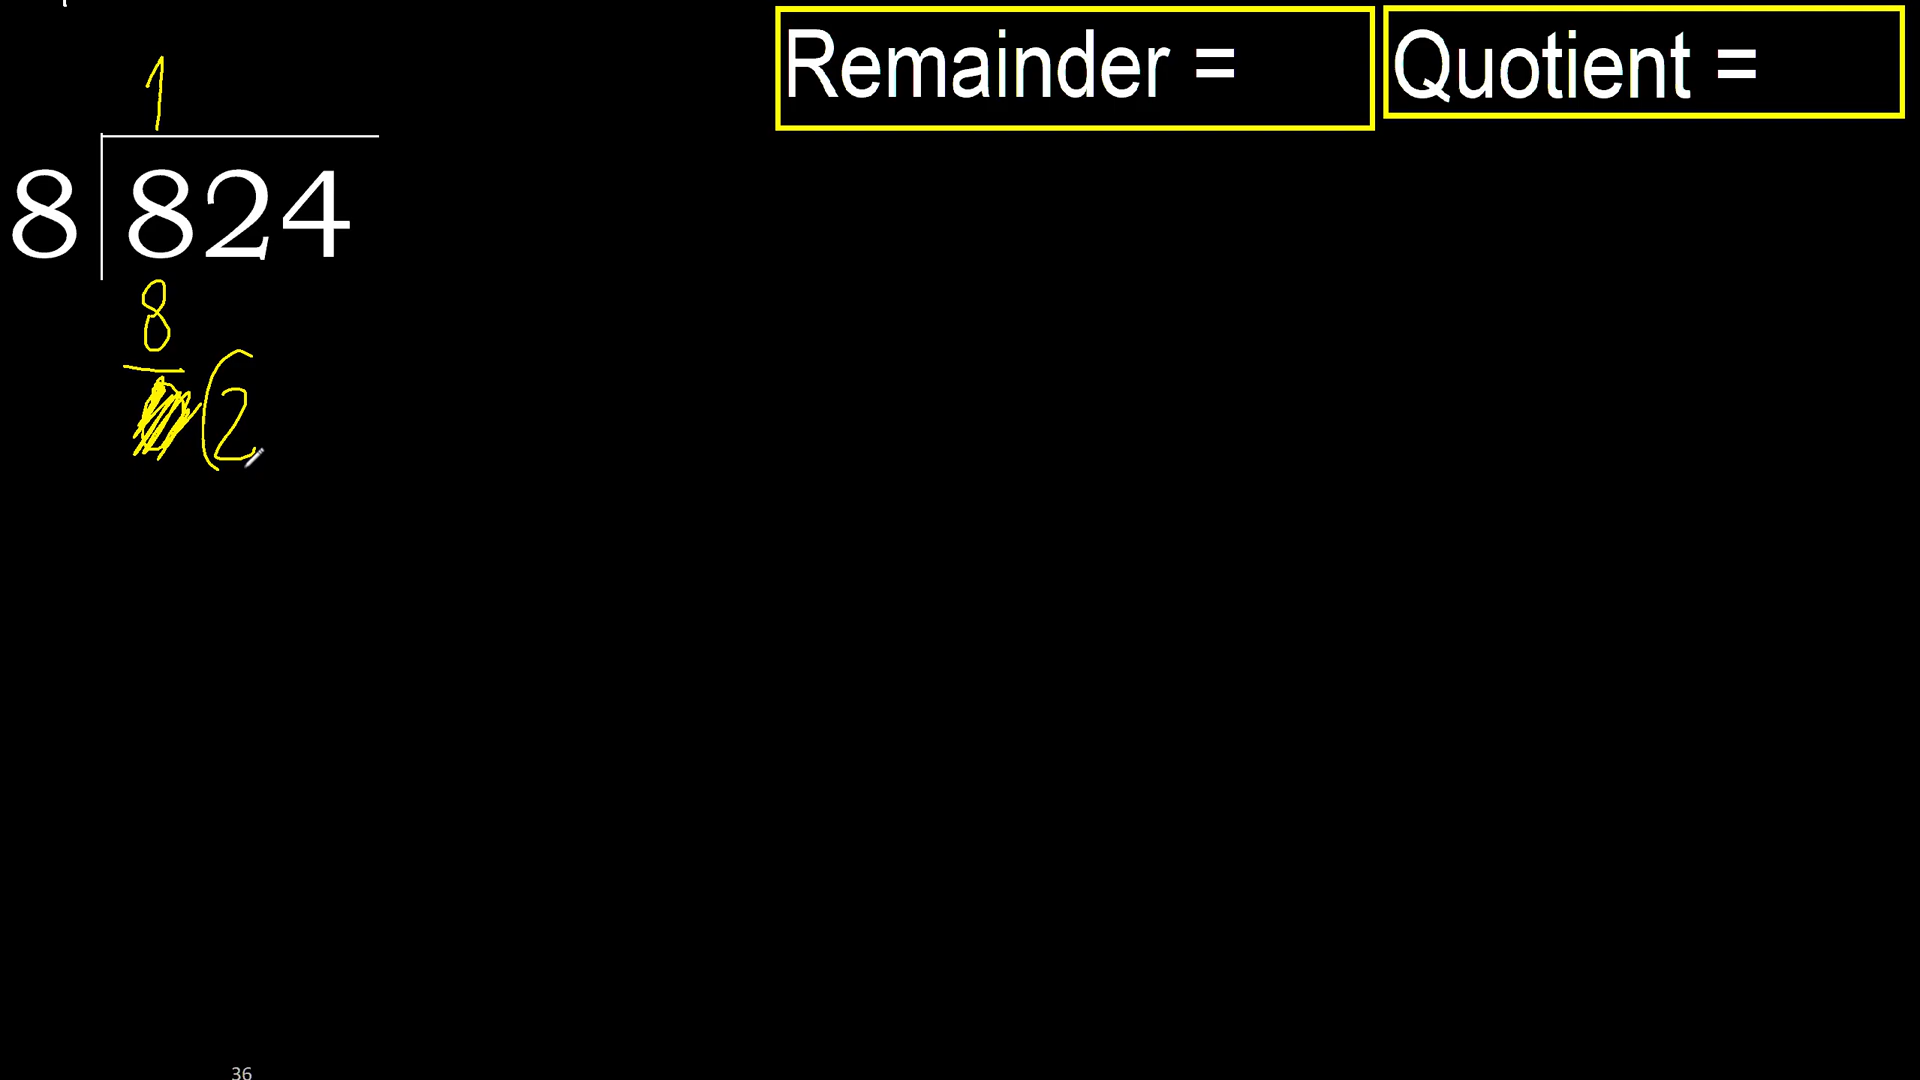 Remainder =
Quotient =
1
8 824
8
2
36